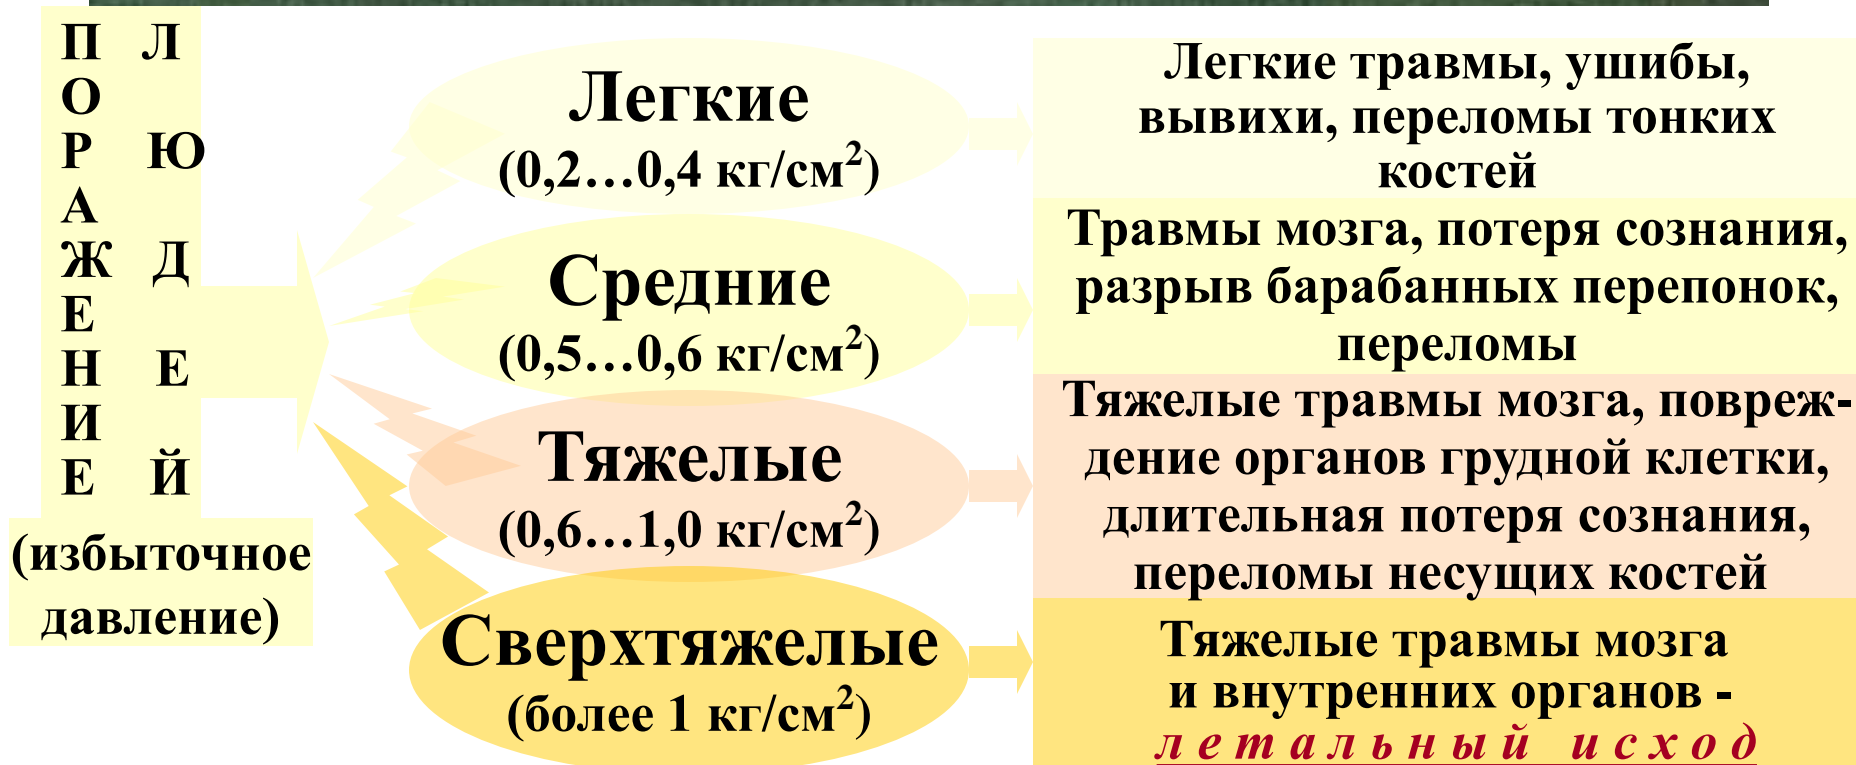 ПОРАЖЕНИЕ
ЛЮДЕЙ
(избыточное
давление)
Легкие
(0,2…0,4 кг/см²)
Легкие травмы, ушибы,
вывихи, переломы тонких
костей
Средние
(0,5…0,6 кг/см²)
Травмы мозга, потеря сознания,
разрыв барабанных перепонок,
переломы
Тяжелые
(0,6…1,0 кг/см²)
Тяжелые травмы мозга, повреж-
дение органов грудной клетки,
длительная потеря сознания,
переломы несущих костей
Сверхтяжелые
(более 1 кг/см²)
Тяжелые травмы мозга
и внутренних органов -
летальный исход